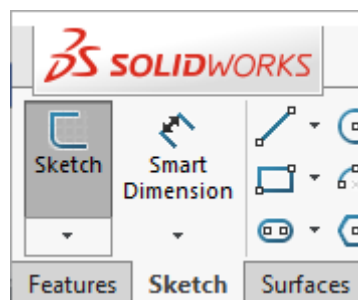 SOLIDWORKS
Sketch
Smart
Dimension
Features
Sketch
Surfaces